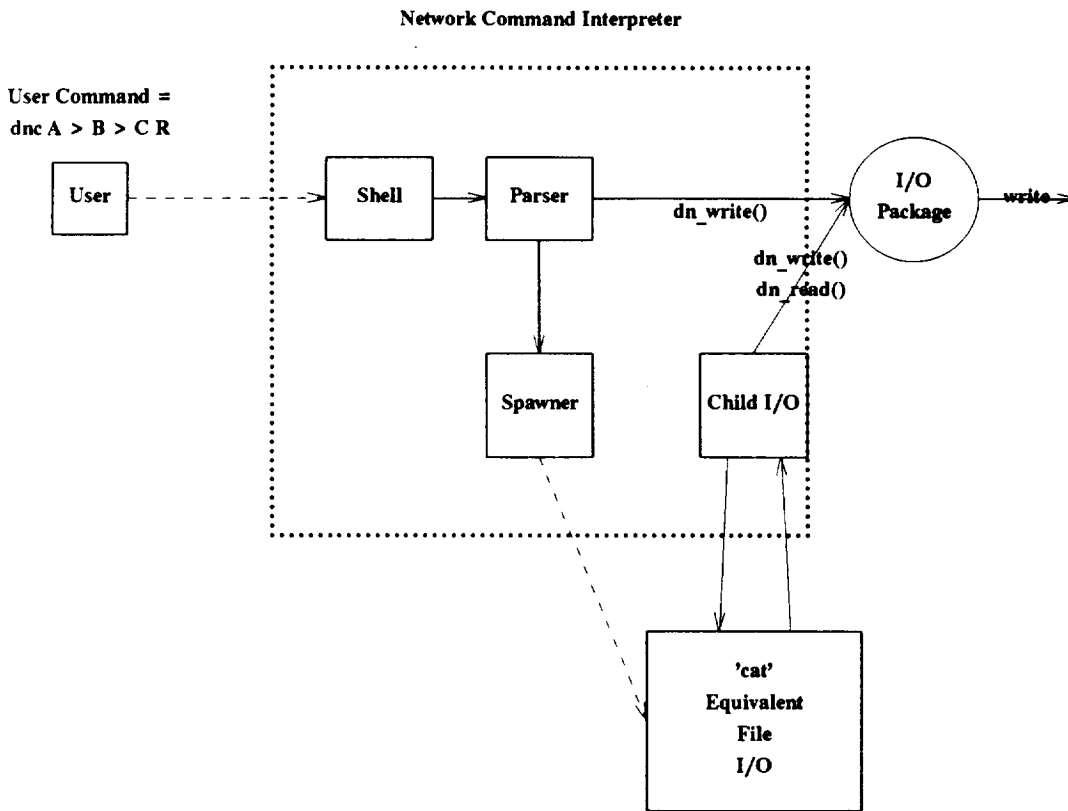 Network Command Interpreter
User Command =
dnc A > B > C R
User
Shell
Parser
dn_write()
I/O
Package
write
dn_write()
dn_read()
Spawner
Child I/O
'cat'
Equivalent
File
I/O